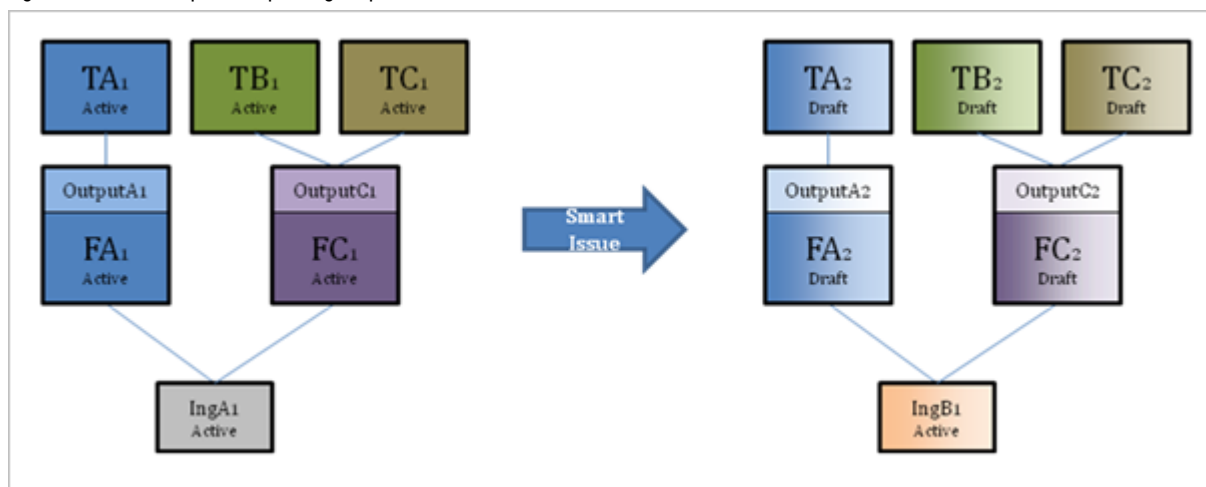 TA1
Active
TB1
Active
TC1
Active
OutputA1
FA1
Active
OutputC1
FC1
Active
IngA1
Active
Smart
Issue
TA2
Draft
TB2
Draft
TC2
Draft
OutputA2
FA2
Draft
OutputC2
FC2
Draft
IngB1
Active